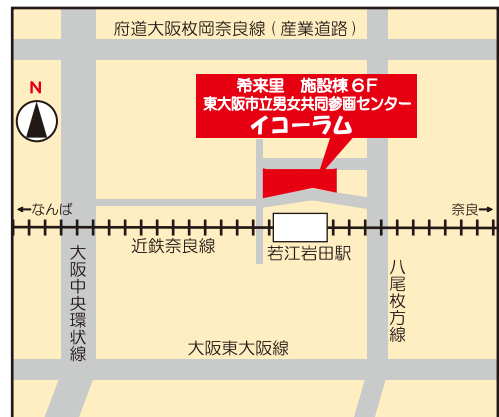 府道大阪枚岡奈良線(産業道路)
N
希来里 施設棟6F
東大阪市立男女共同参画センター
イコーラム
←なんば
奈良→
近鉄奈良線
若江岩田駅
大阪中央環状線
八尾枚方線
大阪東大阪線